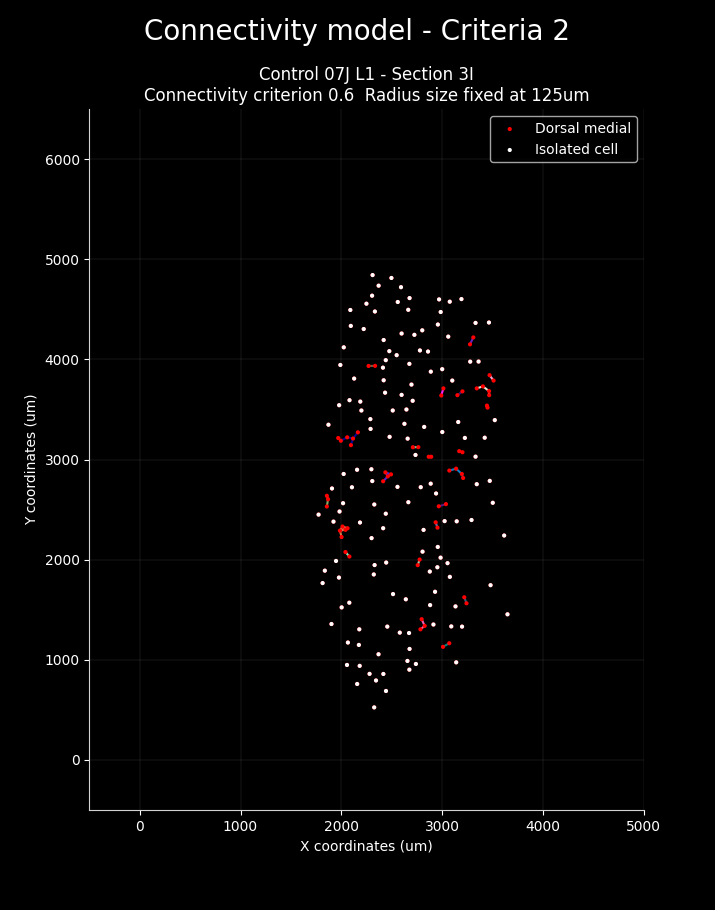 Connectivity model - Criteria 2
Control 07J L1 - Section 3I
Connectivity criterion 0.6  Radius size fixed at 125um
Dorsal medial
Isolated cell
6000
5000
4000
3000
2000
1000
0
Y coordinates (um)
0 1000 2000 3000 4000 5000
X coordinates (um)